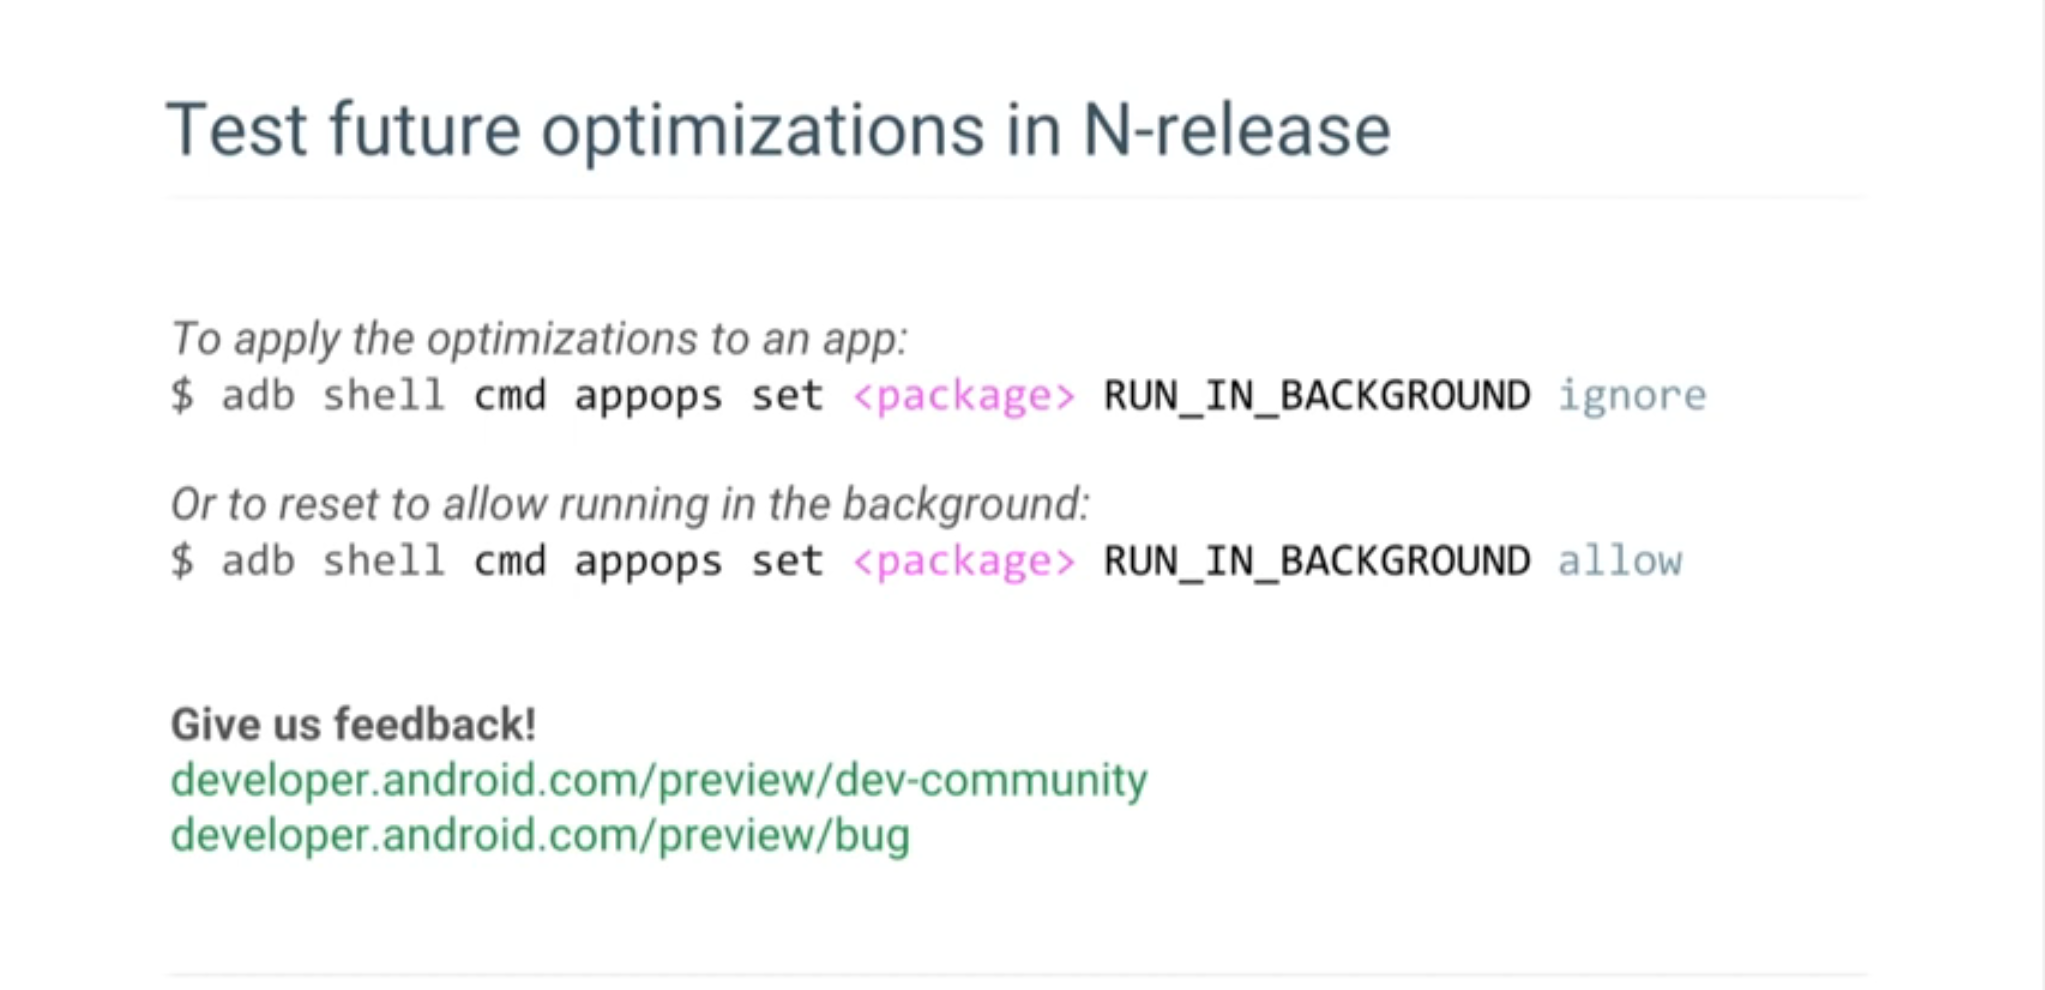 Test future optimizations in N-release
To apply the optimizations to an app:
$ adb shell cmd appops set <package> RUN_IN_BACKGROUND ignore
Or to reset to allow running in the background:
$ adb shell cmd appops set <package> RUN_IN_BACKGROUND allow
Give us feedback!
developer.android.com/preview/dev-community
developer.android.com/preview/bug